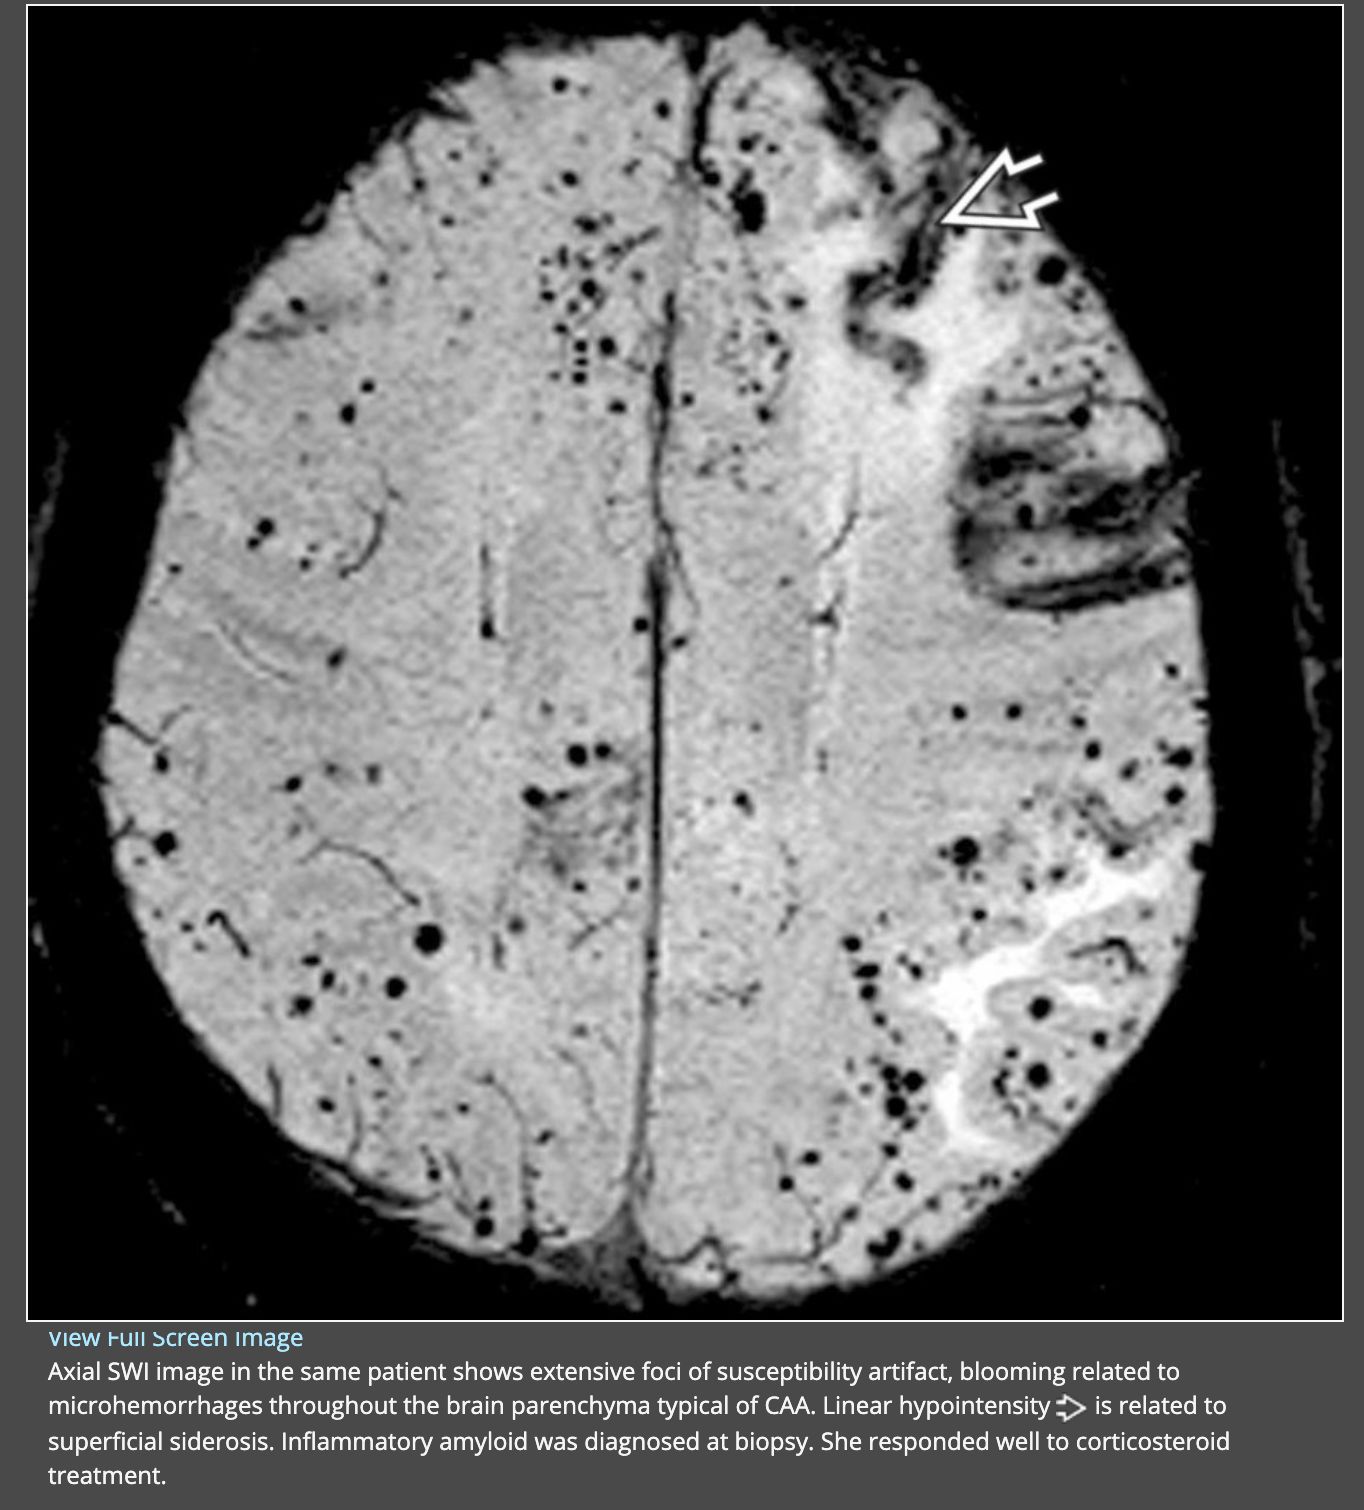 View Full Screen Image
Axial SWI image in the same patient shows extensive foci of susceptibility artifact, blooming related to
microhemorrhages throughout the brain parenchyma typical of CAA. Linear hypointensity is related to
superficial siderosis. Inflammatory amyloid was diagnosed at biopsy. She responded well to corticosteroid
treatment.